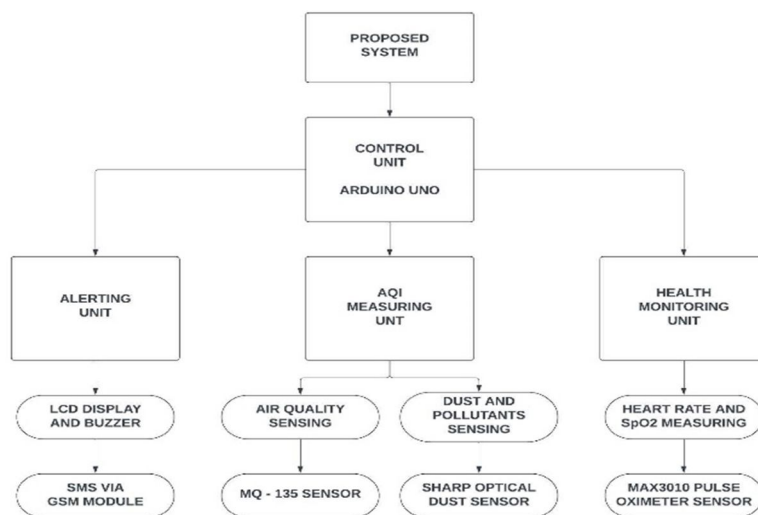 PROPOSED
SYSTEM
CONTROL
UNIT
ARDUINO UNO
ALERTING
UNIT
AQI
MEASURING
UNT
HEALTH
MONITORING
UNIT
LCD DISPLAY
AND BUZZER
AIR QUALITY
SENSING
DUST AND
POLLUTANTS
SENSING
HEART RATE AND
SpO2 MEASURING
SMS VIA
GSM MODULE
MQ - 135 SENSOR
SHARP OPTICAL
DUST SENSOR
MAX3010 PULSE
OXIMETER SENSOR